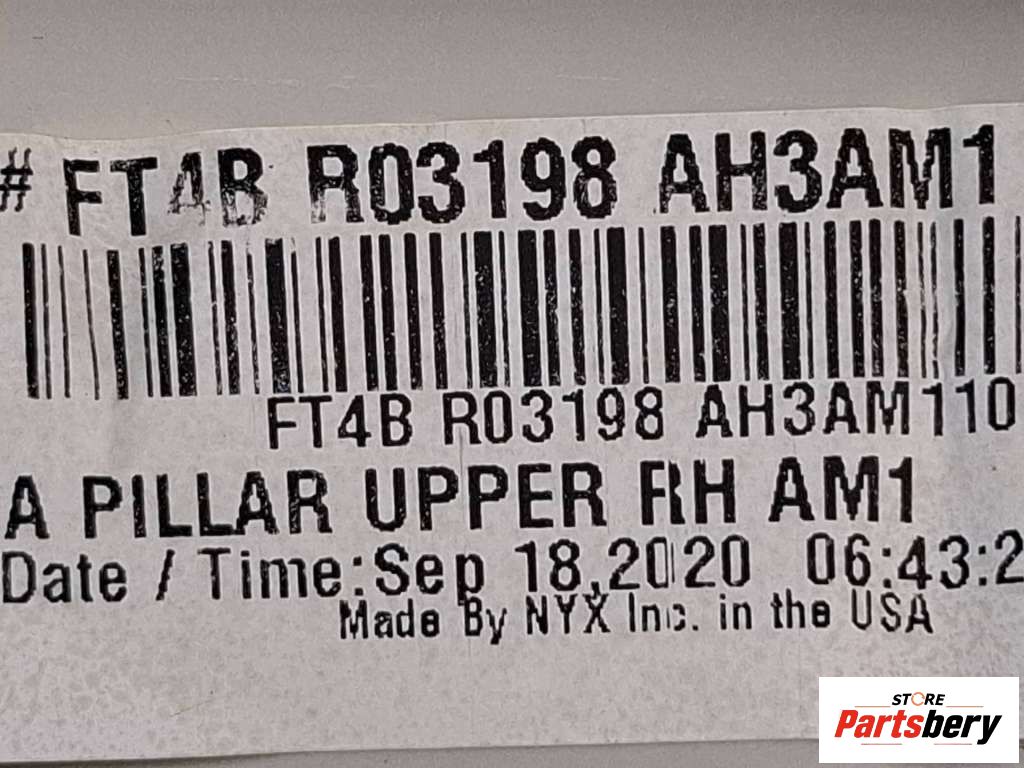 # FT4B R03198 AH3AM1
FT4B R03198 AH3AM110
A PILLAR UPPER RH AM1
Date / Time:Sep 18,2020 06:43:2
Made By NYX Inc. in the USA
STORE
Partsbery